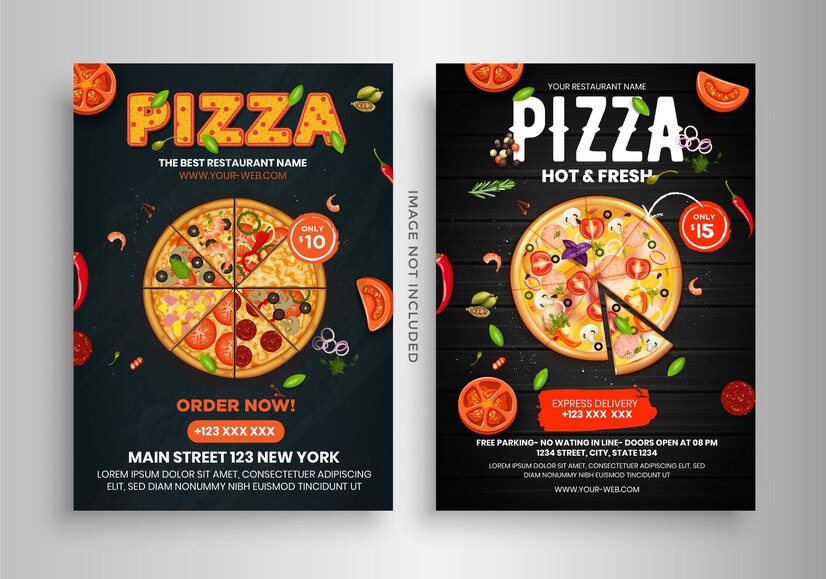 PIZZA
THE BEST RESTAURANT NAME
WWW.YOUR-WEB.COM
ONLY
$10
ORDER NOW!
+123 XXX XXX
MAIN STREET 123 NEW YORK
LOREM IPSUM DOLOR SIT AMET, CONSECTETUER ADIPISCING
DIAM NONUMMY NIBH EUISMOD TINCIDUNT UT
IMAGE NOT INCLUDED
YOUR RESTAURANT NAME
PIZZA
HOT & FRESH
ONLY
$15
EXPRESS DELIVERY
+123 XXX XXX
FREE PARKING- NO WATING IN LINE- DOORS OPEN AT 08 PM
1234 STREET, CITY, STATE 1234
LOREM IPSUM DOLOR SIT AMET, CONSECTETUER ADIPISCING
DIAM NONUMMY NIBH EUISMOD TINCIDUNT UT
WWW.YOUR-WEB.COM